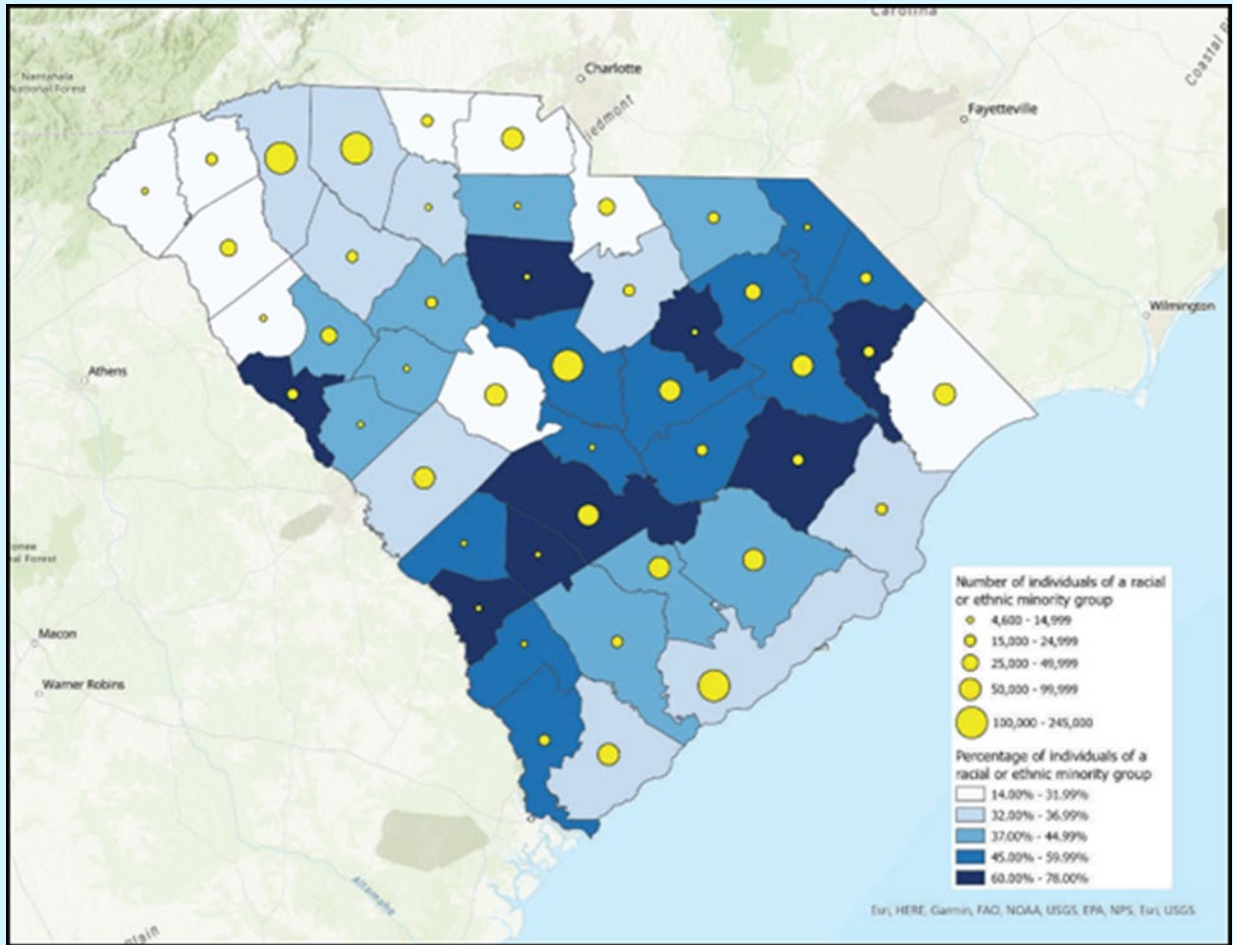 Carolina
Coastal
Charlotte
Nantahala
National Forest
Piedmont
Fayetteville
Wilmington
Athens
Macon
Warner Robins
Altamaha
Plain
Number of individuals of a racial
or ethnic minority group
4,600 - 14,999
15,000 - 24,999
25,000 - 49,999
50,000 - 99,999
100,000 - 245,000
Percentage of individuals of a
racial or ethnic minority group
14.00% - 31.99%
32.00% - 36.99%
37.00% - 44.99%
45.00% - 59.99%
60.00% - 78.00%
Esri, HERE, Garmin, FAO, NOAA, USGS, EPA, NPS, Esri, USGS